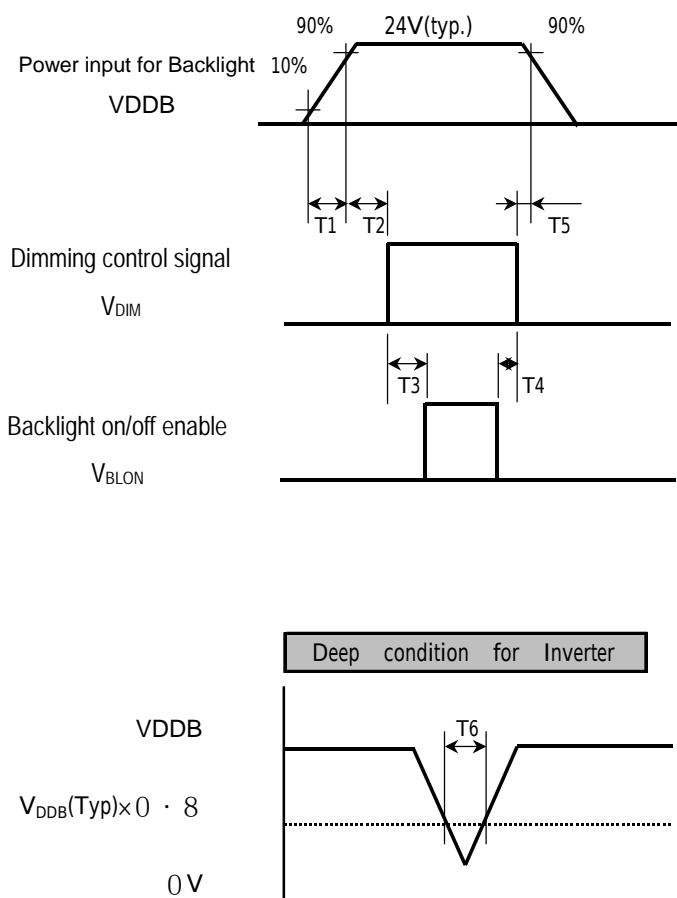 90% 24V(typ.) 90%
Power input for Backlight 10%
VDDB
T1 T2 T5
Dimming control signal
VDIM
T3 T4
Backlight on/off enable
VBLON
Deep condition for Inverter
VDDB T6
VDDB(Typ)×0・8
0V